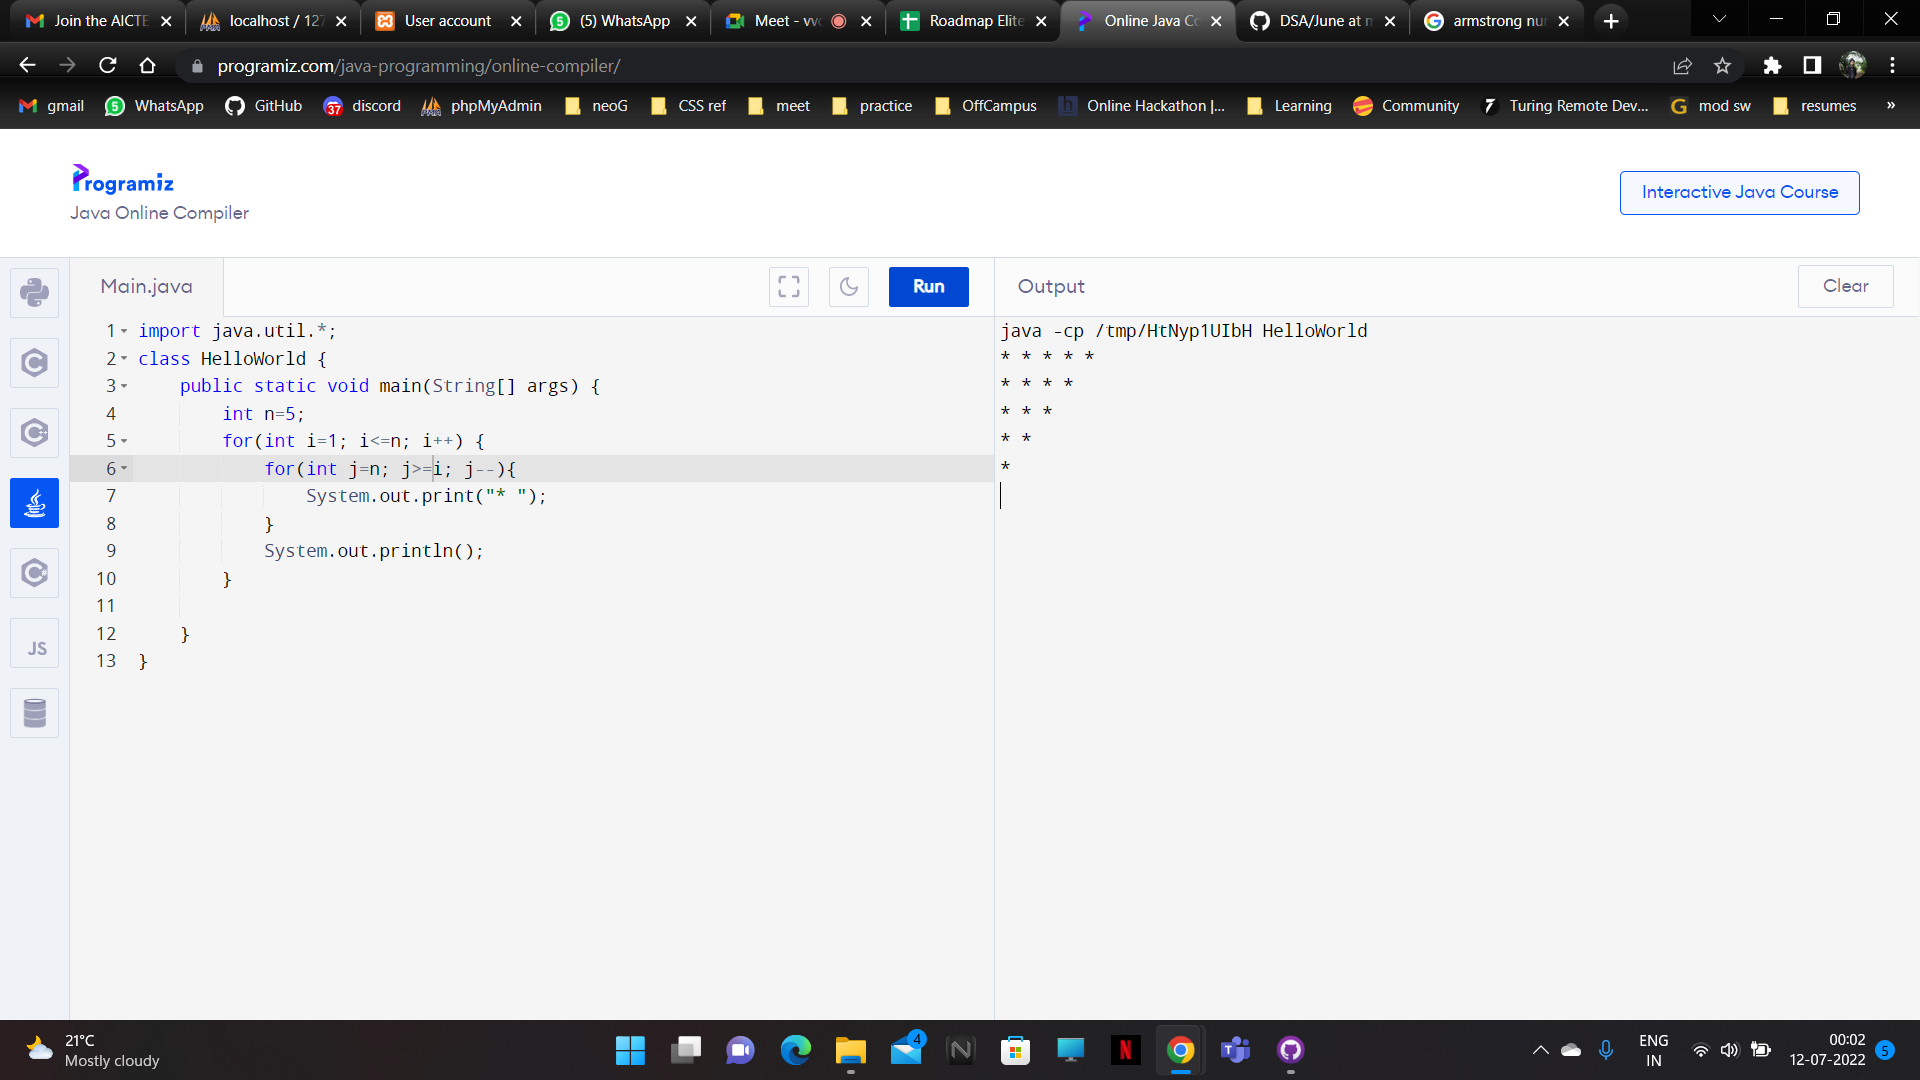 Join the AICTE
localhost / 127
User account
(5) WhatsApp
Meet - vvc
Roadmap Elite
Online Java Co
DSA/June at m
armstrong num
programiz.com/java-programming/online-compiler/
gmail
WhatsApp
GitHub
37
discord
phpMyAdmin
neoG
CSS ref
meet
practice
OffCampus
Online Hackathon |...
Learning
Community
Turing Remote Dev...
mod sw
resumes
»
Programiz
Java Online Compiler
Interactive Java Course
Main.java
Run
Output
Clear
1 import java.util.*;
2 class HelloWorld {
3 public static void main(String[] args) {
4 int n=5;
5 for(int i=1; i<=n; i++) {
6 for(int j=n; j>=i; j--){
7 System.out.print("* ");
8 }
9 System.out.println();
10 }
11
12 }
13 }
JS
java -cp /tmp/HtNyp1UIbH HelloWorld
* * * * *
* * * *
* * *
* *
*
21°C
Mostly cloudy
4
ENG
IN
00:02
12-07-2022
5